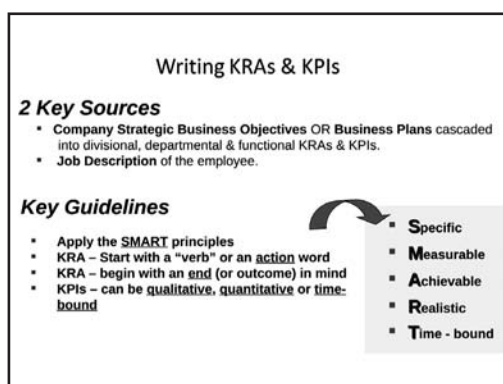 Writing KRAs & KPIs
2 Key Sources
▪ Company Strategic Business Objectives OR Business Plans cascaded
into divisional, departmental & functional KRAs & KPIs.
▪ Job Description of the employee.
Key Guidelines
▪ Apply the SMART principles
▪ KRA – Start with a “verb” or an action word
▪ KRA – begin with an end (or outcome) in mind
▪ KPIs – can be qualitative, quantitative or time-
bound
▪ Specific
▪ Measurable
▪ Achievable
▪ Realistic
▪ Time - bound